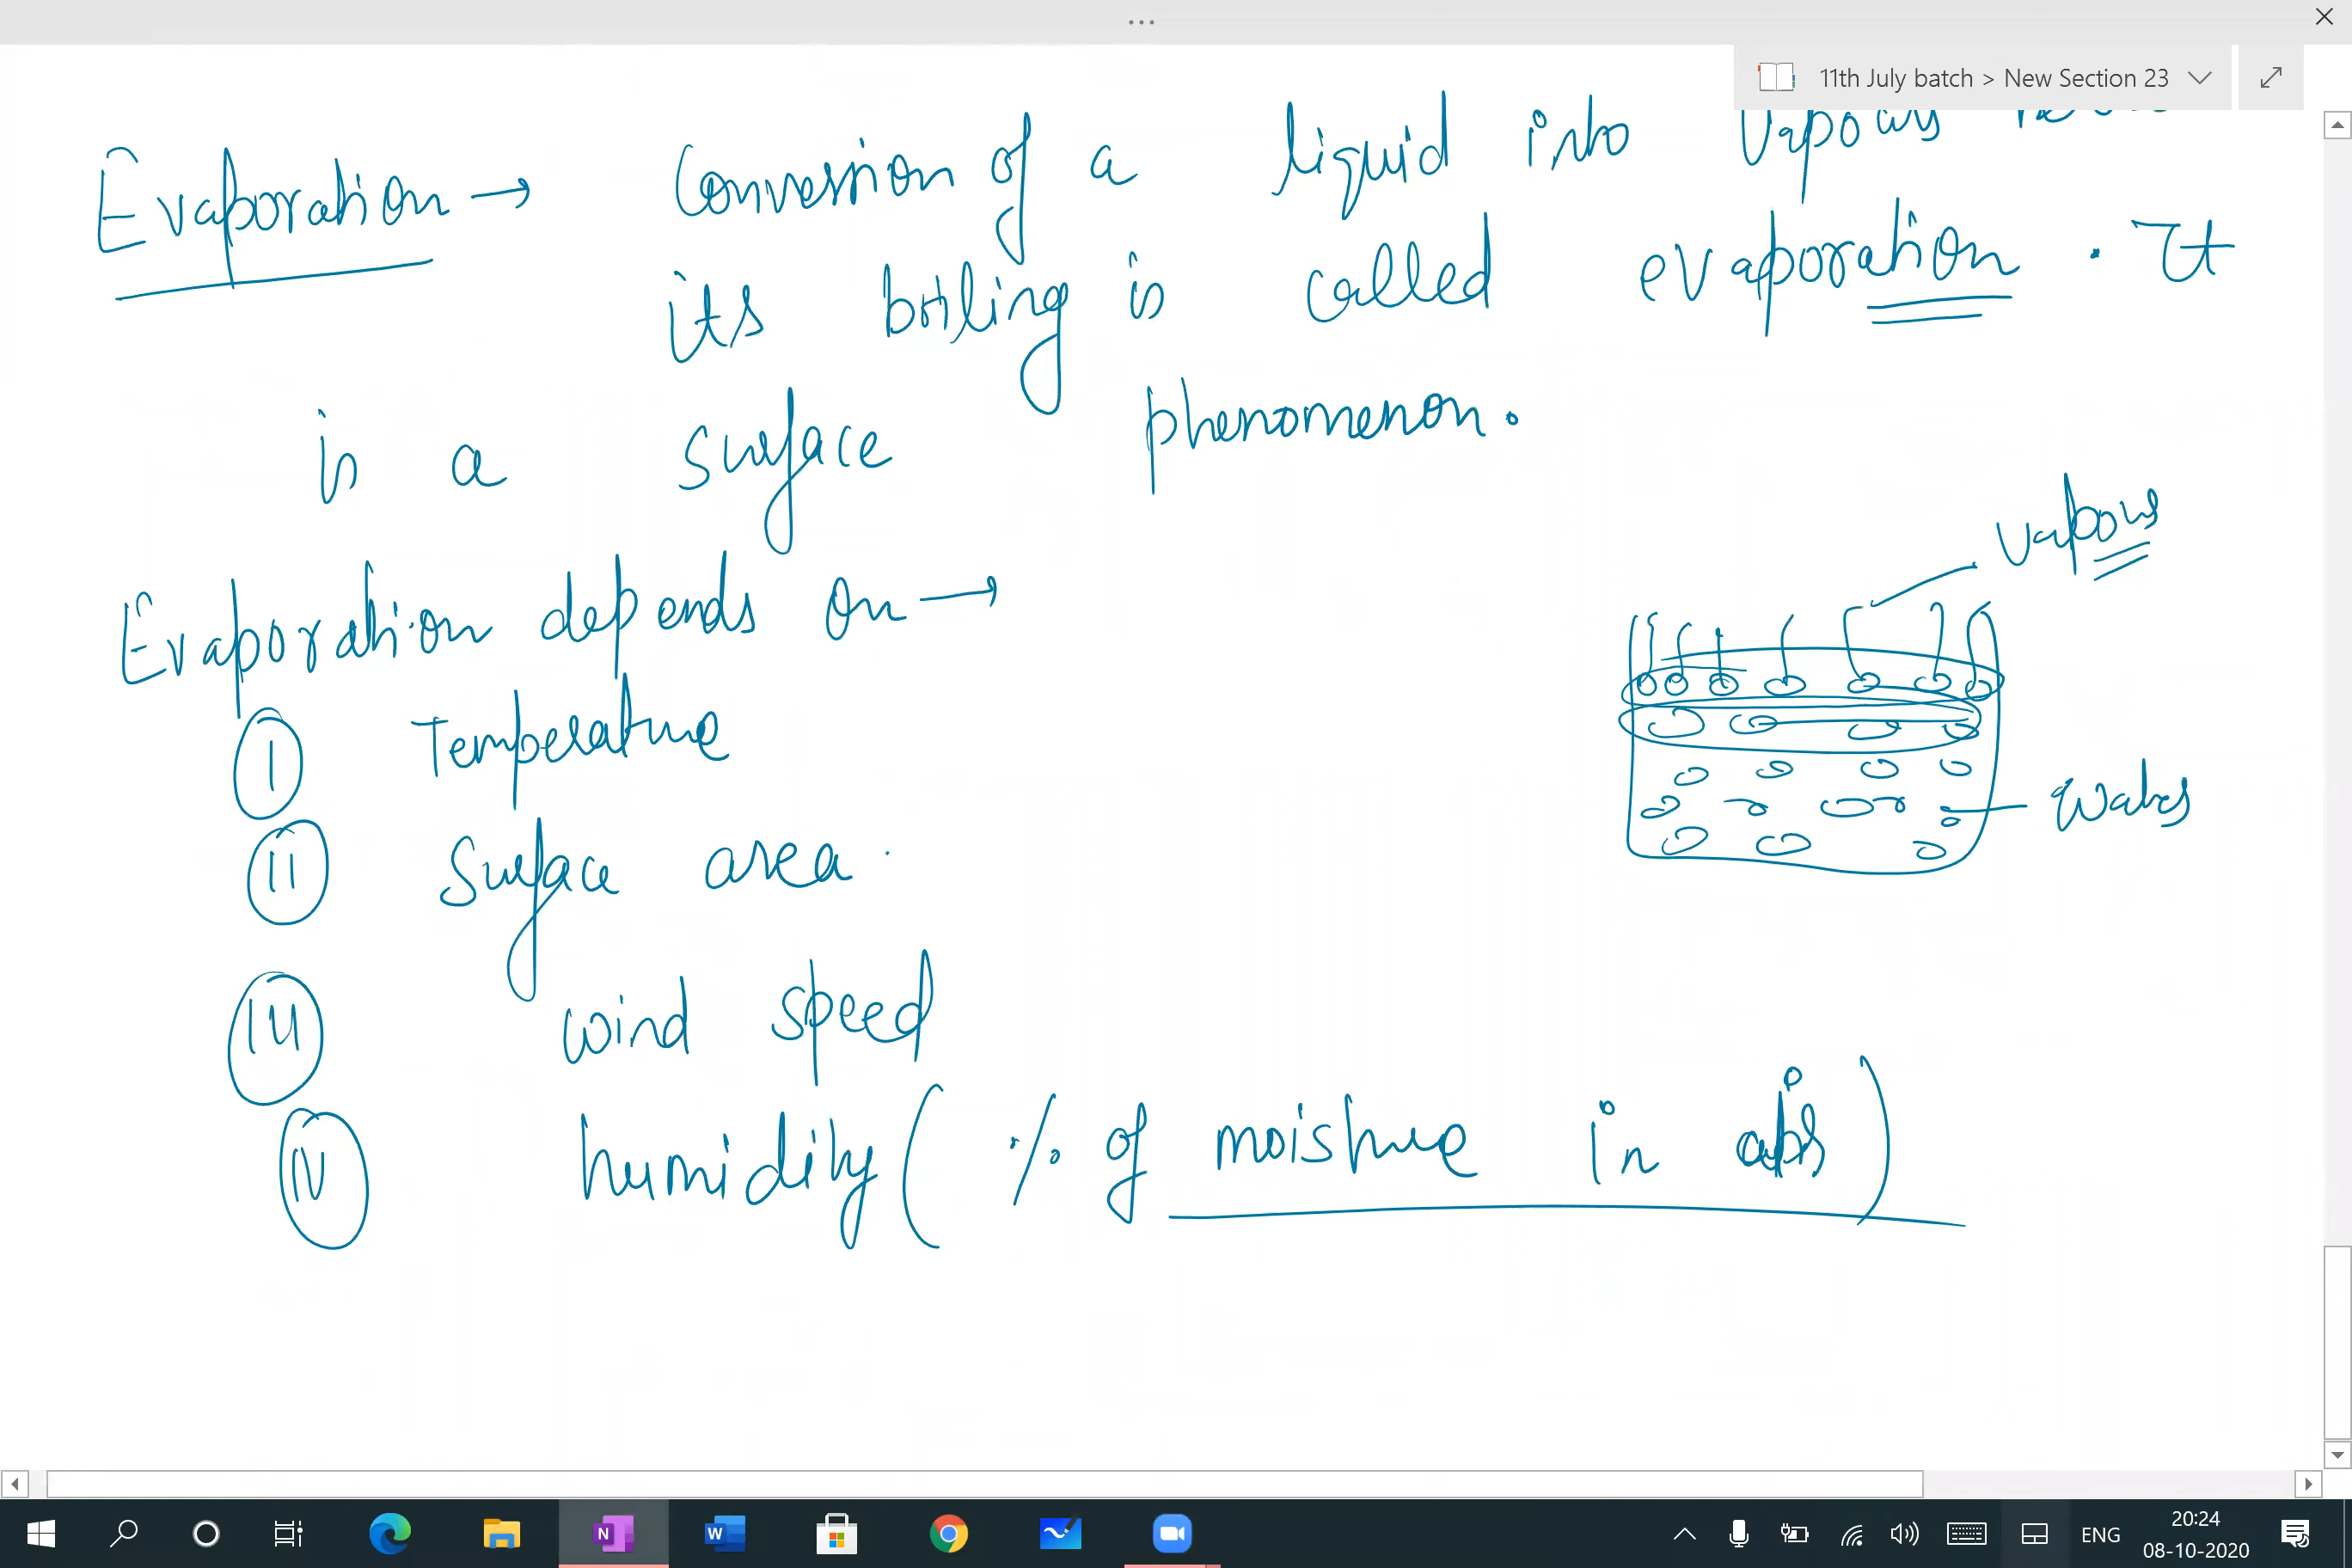 11th July batch > New Section 23
Evaporation → Conversion of a liquid into vapours
its boiling is called evaporation . It
is a surface phenomenon.
vapours
Evaporation depends on →
I Temperature
II Surface area.
water
III wind speed
IV humidity ( % of moisture in
ENG
20:24
08-10-2020